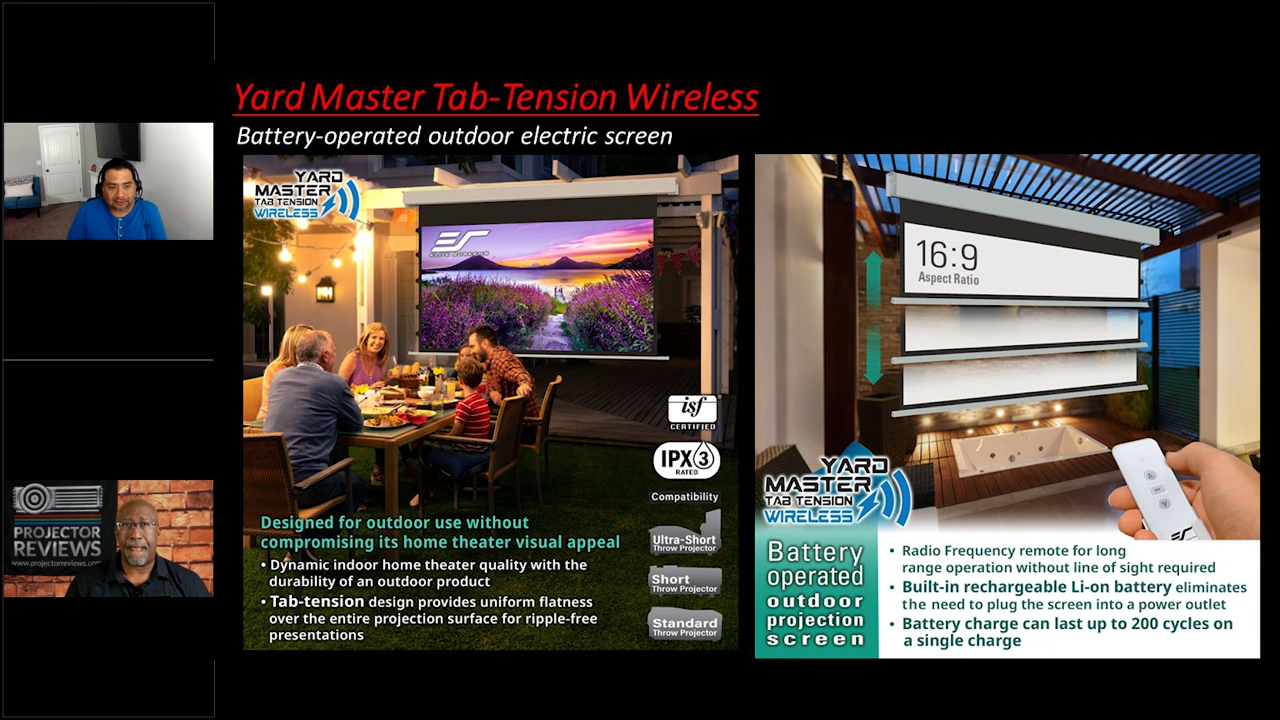 Yard Master Tab-Tension Wireless
Battery-operated outdoor electric screen
YARD
MASTER
TAB TENSION
WIRELESS
ES
ELITE SCREENS
isf
CERTIFIED
IPX3
RATED
Compatibility
Ultra-Short
Throw Projector
Short
Throw Projector
Standard
Throw Projector
Designed for outdoor use without
compromising its home theater visual appeal
• Dynamic indoor home theater quality with the
durability of an outdoor product
• Tab-tension design provides uniform flatness
over the entire projection surface for ripple-free
presentations
16:9
Aspect Ratio
YARD
MASTER
TAB TENSION
WIRELESS
ES
Battery
operated
outdoor
projection
screen
• Radio Frequency remote for long
range operation without line of sight required
• Built-in rechargeable Li-on battery eliminates
the need to plug the screen into a power outlet
• Battery charge can last up to 200 cycles on
a single charge
PROJECTOR
REVIEWS